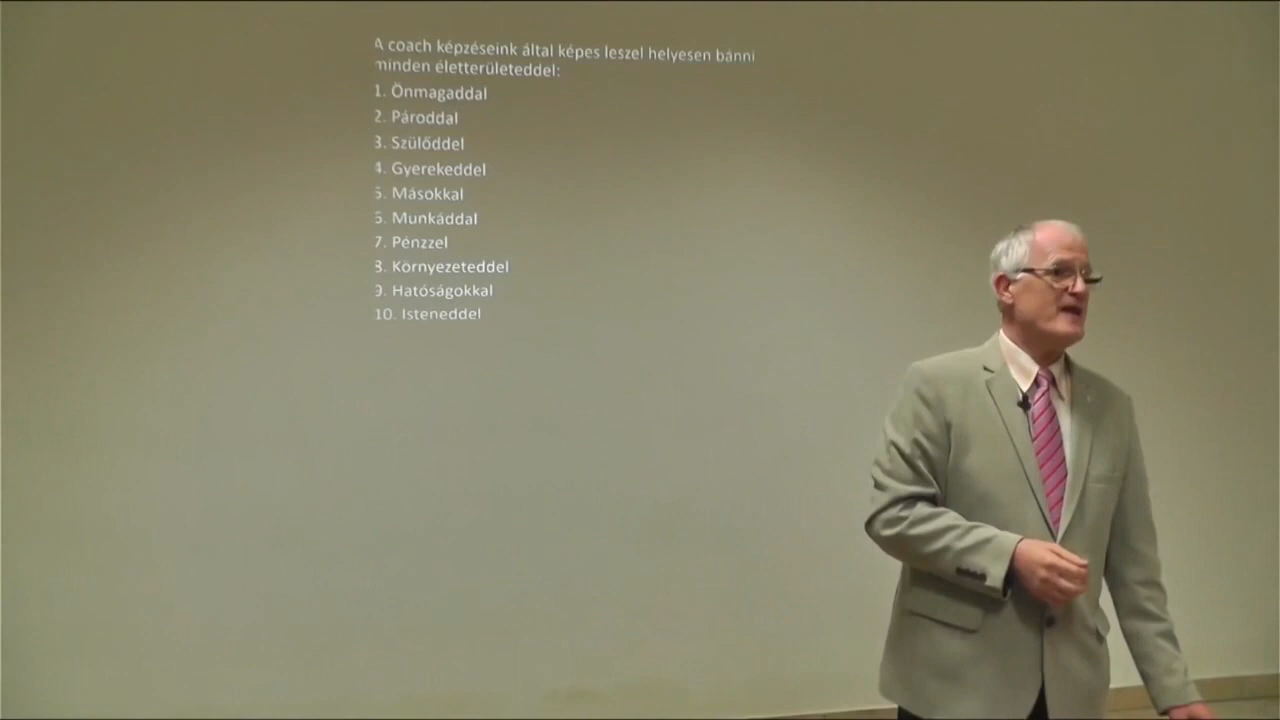 A coach képzéseink által képes leszel helyesen bánni
minden életterületeddel:
1. Önmagaddal
2. Pároddal
3. Szülőddel
4. Gyerekeddel
5. Másokkal
6. Munkáddal
7. Pénzzel
8. Környezeteddel
9. Hatóságokkal
10. Isteneddel